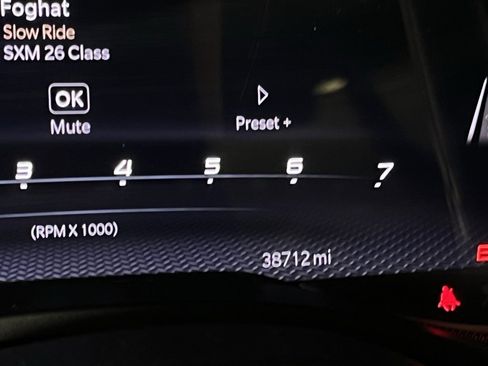 Foghat
Slow Ride
SXM 26 Class
OK
Mute
Preset +
3 4 5 6 7
(RPM X 1000)
38712 mi